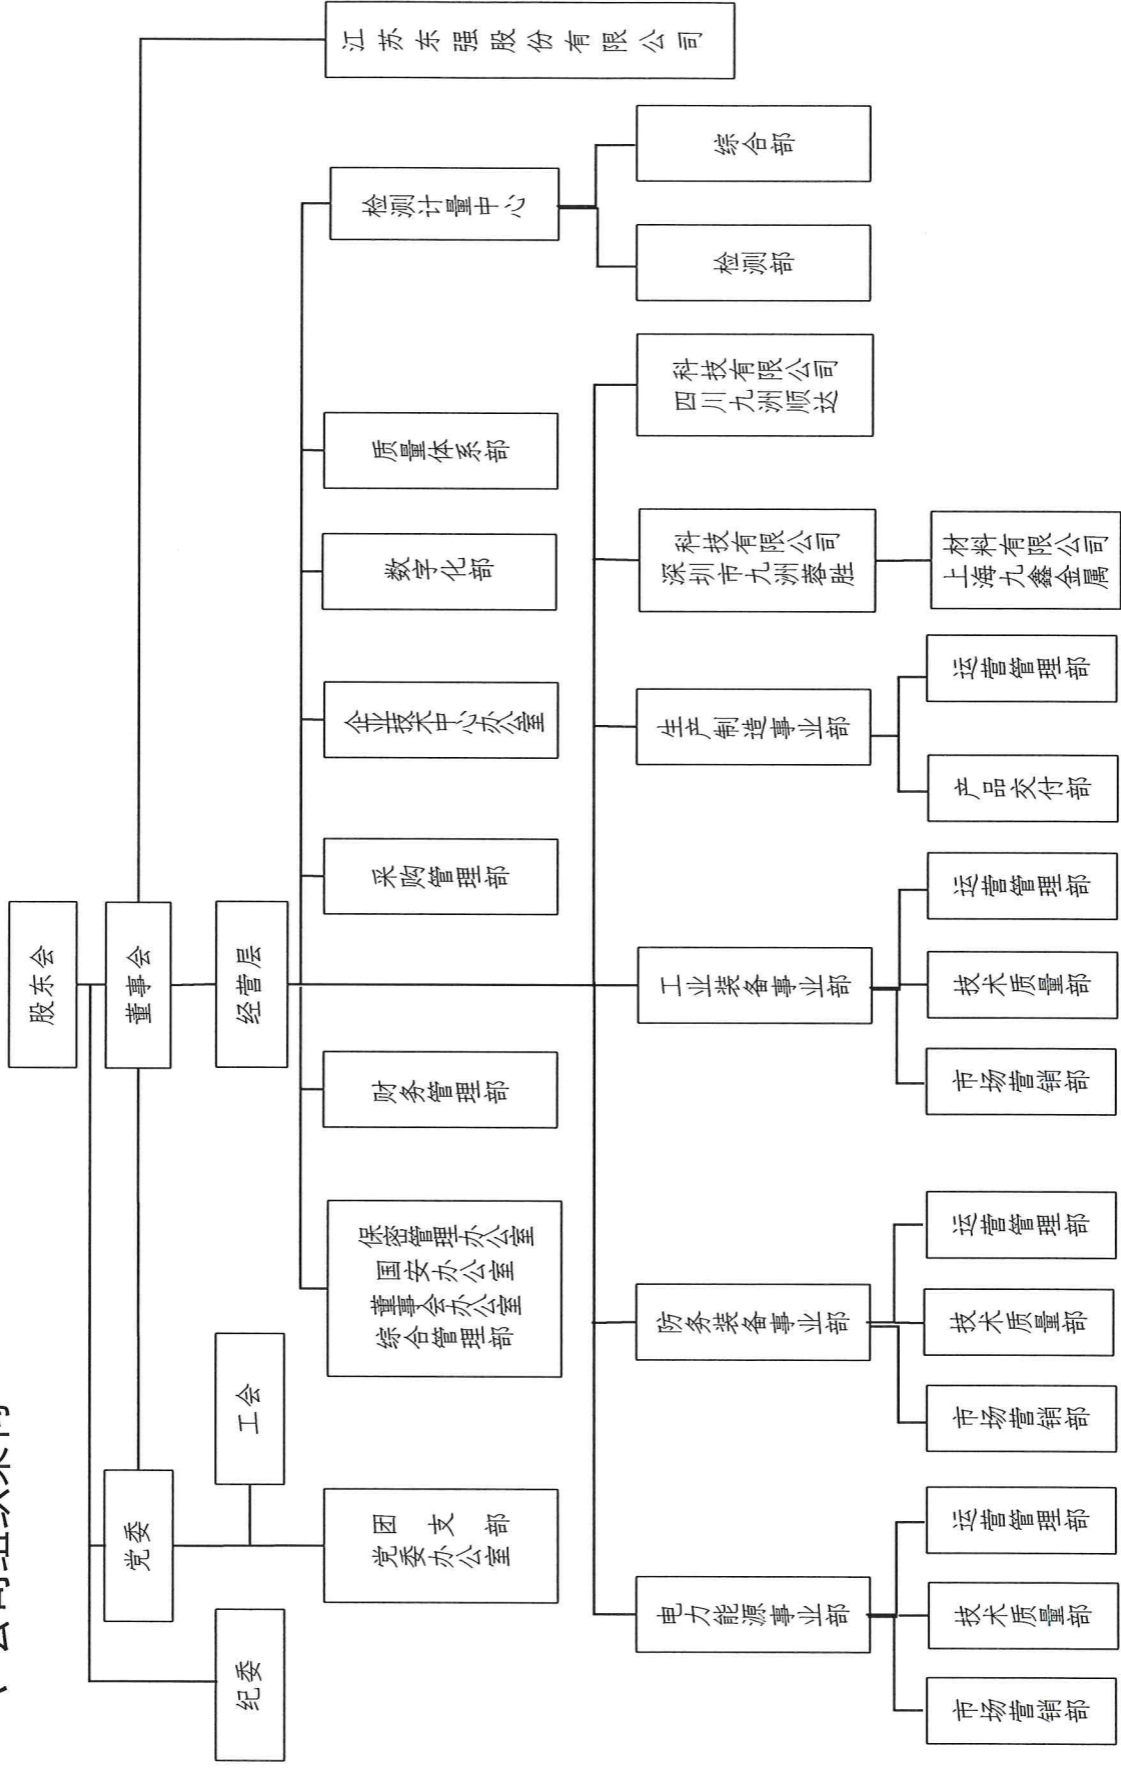 、公司组织架构
股东会
党委
董事会
纪委
工会
经营层
党委办公室
团支部
综合管理部
董事会办公室
国安办公室
保密管理办公室
财务管理部
采购管理部
企业技术中心办公室
数字化部
质量体系部
检测计量中心
江苏东强股份有限公司
电力能源事业部
防务装备事业部
工业装备事业部
生产制造事业部
深圳市九洲蓉胜
科技有限公司
四川九洲顺达
科技有限公司
检测部
综合部
市场营销部
技术质量部
运营管理部
市场营销部
技术质量部
运营管理部
市场营销部
技术质量部
运营管理部
产品交付部
运营管理部
上海九鑫金属
材料有限公司